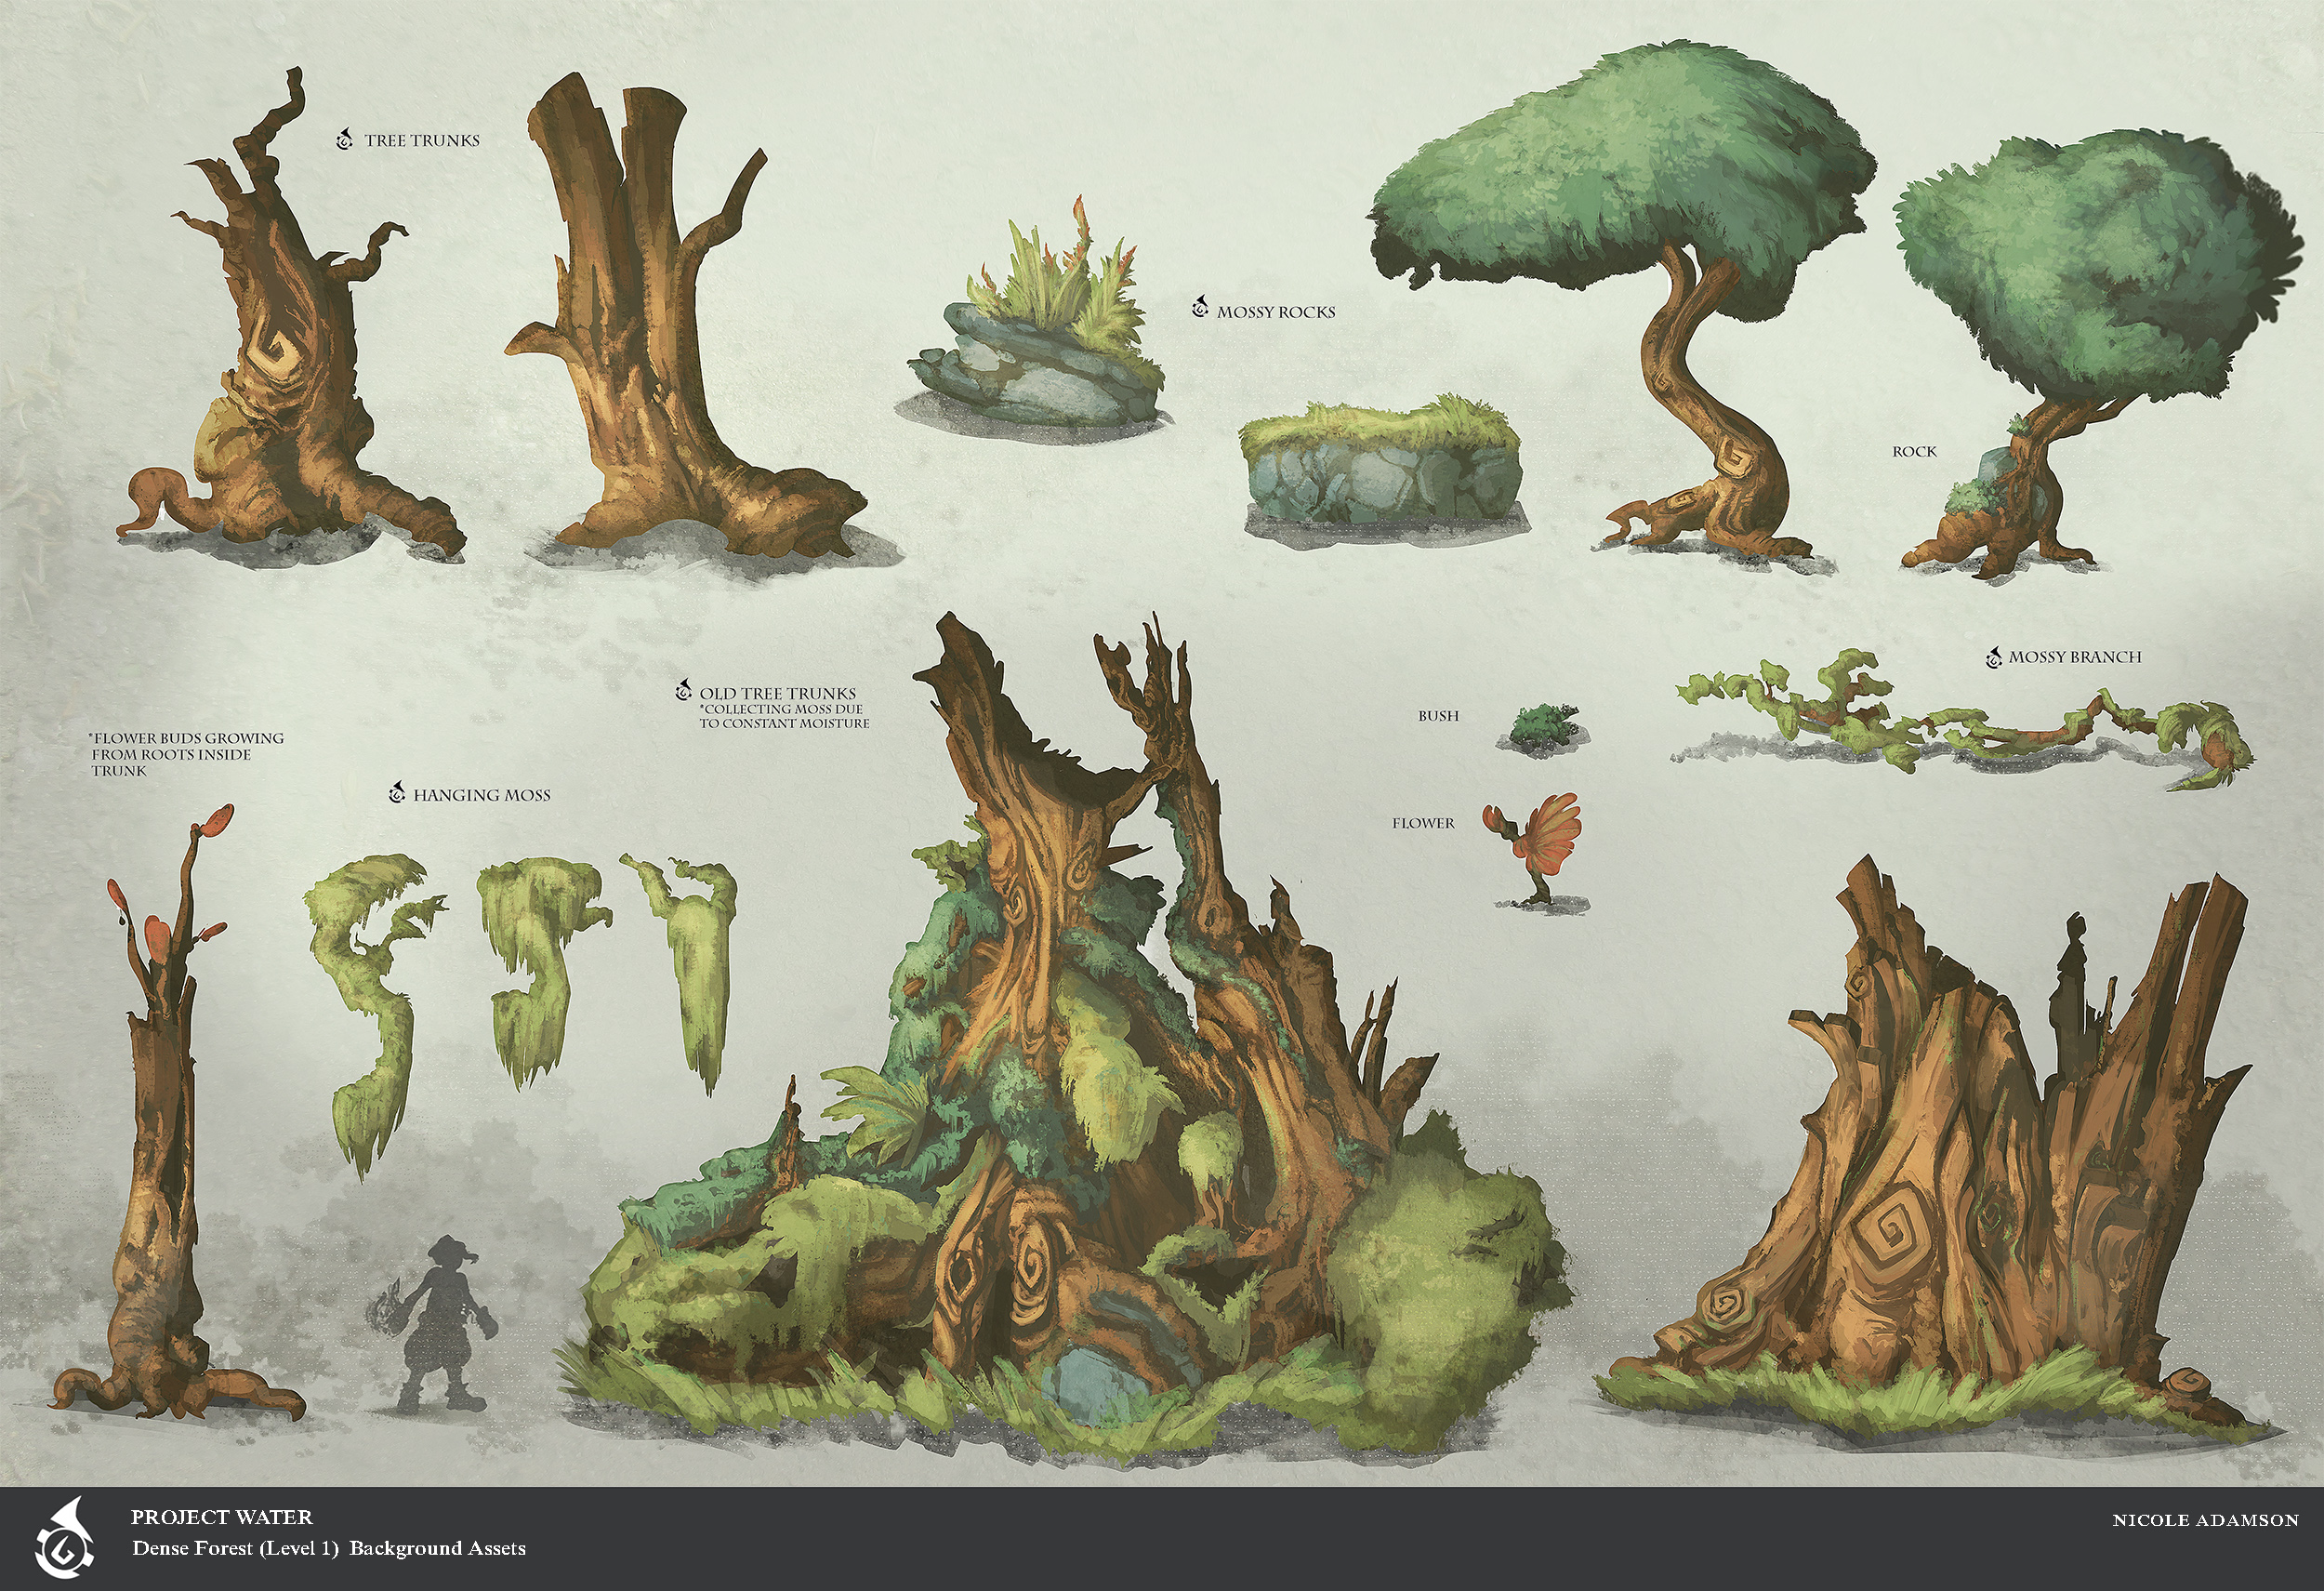 TREE TRUNKS
MOSSY ROCKS
ROCK
MOSSY BRANCH
OLD TREE TRUNKS
*COLLECTING MOSS DUE
TO CONSTANT MOISTURE
BUSH
*FLOWER BUDS GROWING
FROM ROOTS INSIDE
TRUNK
HANGING MOSS
FLOWER
PROJECT WATER
Dense Forest (Level 1) Background Assets
NICOLE ADAMSON